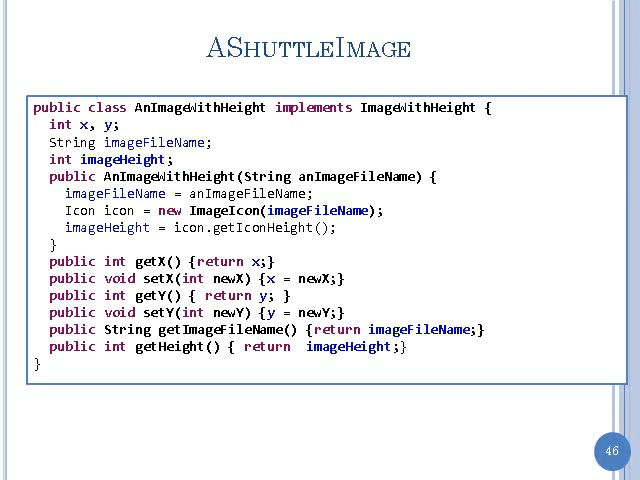 ASHUTTLEIMAGE
public class AnImageWithHeight implements ImageWithHeight {
  int x, y;
  String imageFileName;
  int imageHeight;
  public AnImageWithHeight(String anImageFileName) {
    imageFileName = anImageFileName;
    Icon icon = new ImageIcon(imageFileName);
    imageHeight = icon.getIconHeight();
  }
  public int getX() {return x;}
  public void setX(int newX) {x = newX;}
  public int getY() { return y; }
  public void setY(int newY) {y = newY;}
  public String getImageFileName() {return imageFileName;}
  public int getHeight() { return  imageHeight;}
}
46